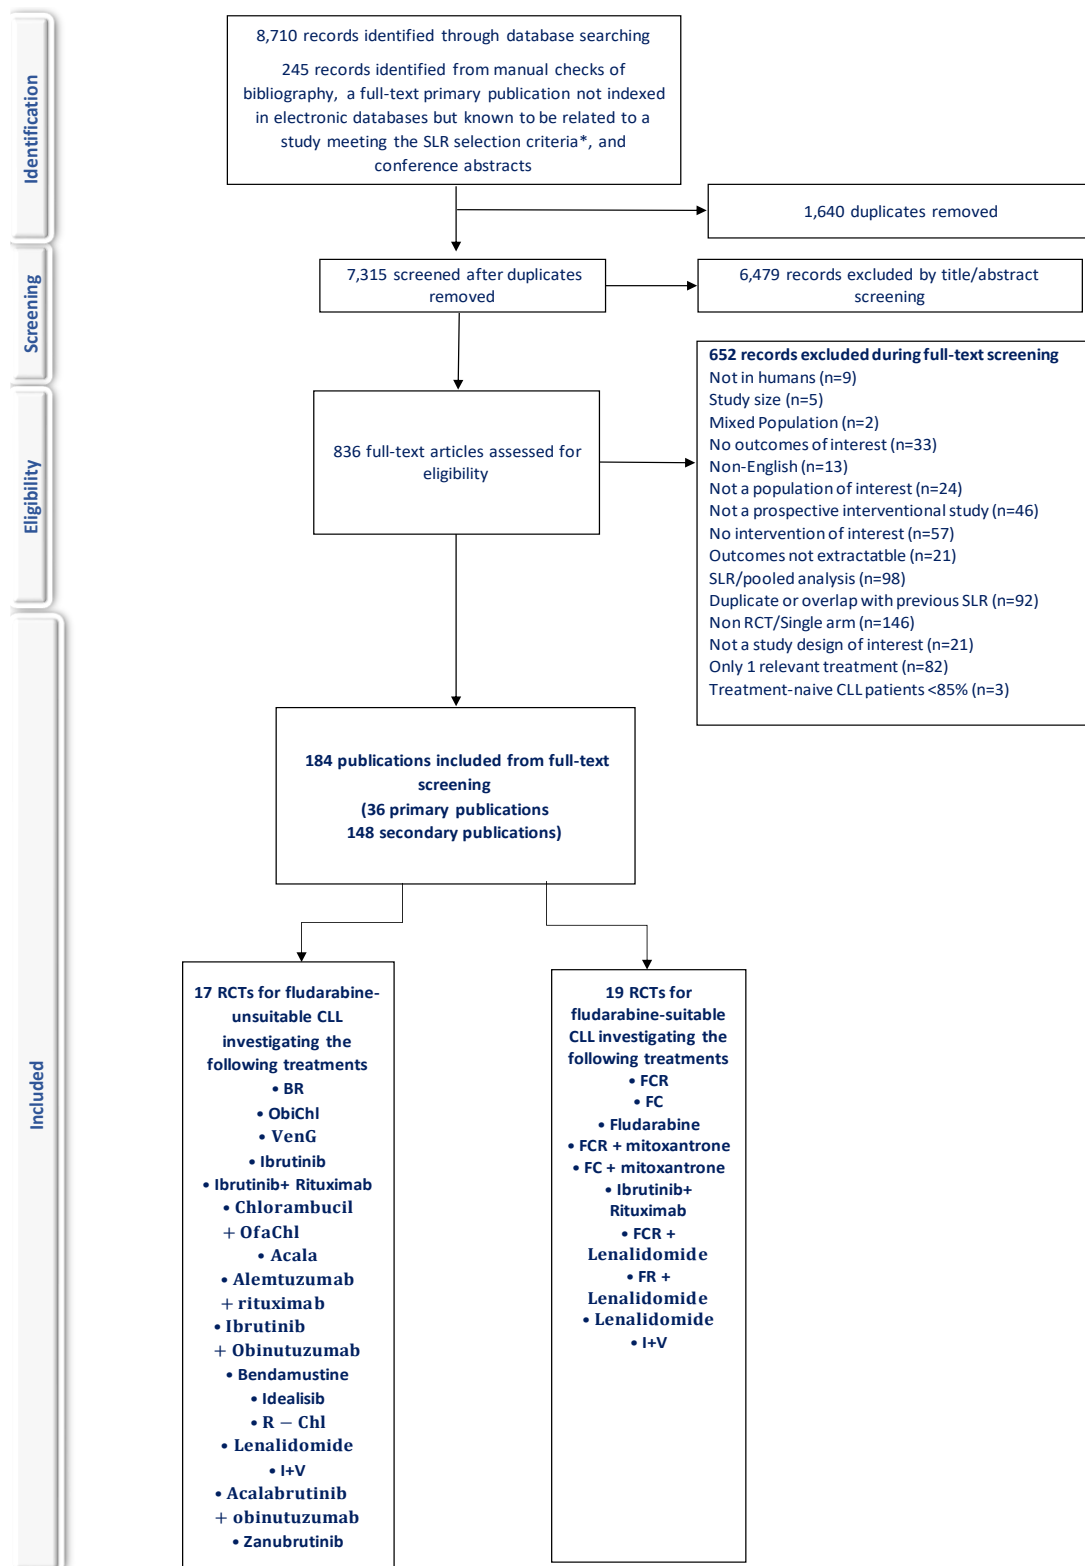 Identification
8,710 records identified through database searching
245 records identified from manual checks of
bibliography, a full-text primary publication not indexed
in electronic databases but known to be related to a
study meeting the SLR selection criteria*, and
conference abstracts
1,640 duplicates removed
Screening
7,315 screened after duplicates
removed
6,479 records excluded by title/abstract
screening
Eligibility
836 full-text articles assessed for
eligibility
652 records excluded during full-text screening
Not in humans (n=9)
Study size (n=5)
Mixed Population (n=2)
No outcomes of interest (n=33)
Non-English (n=13)
Not a population of interest (n=24)
Not a prospective interventional study (n=46)
No intervention of interest (n=57)
Outcomes not extractatble (n=21)
SLR/pooled analysis (n=98)
Duplicate or overlap with previous SLR (n=92)
Non RCT/Single arm (n=146)
Not a study design of interest (n=21)
Only 1 relevant treatment (n=82)
Treatment-naive CLL patients <85% (n=3)
Included
184 publications included from full-text
screening
(36 primary publications
148 secondary publications)
17 RCTs for fludarabine-
unsuitable CLL
investigating the
following treatments
• BR
• ObiChl
• VenG
• Ibrutinib
• Ibrutinib+ Rituximab
• Chlorambucil
+ OfaChl
• Acala
• Alemtuzumab
+ rituximab
• Ibrutinib
+ Obinutuzumab
• Bendamustine
• Idealisib
• R − Chl
• Lenalidomide
• I+V
• Acalabrutinib
+ obinutuzumab
• Zanubrutinib
19 RCTs for
fludarabine-suitable
CLL investigating the
following treatments
• FCR
• FC
• Fludarabine
• FCR + mitoxantrone
• FC + mitoxantrone
• Ibrutinib+
Rituximab
• FCR +
Lenalidomide
• FR +
Lenalidomide
• Lenalidomide
• I+V